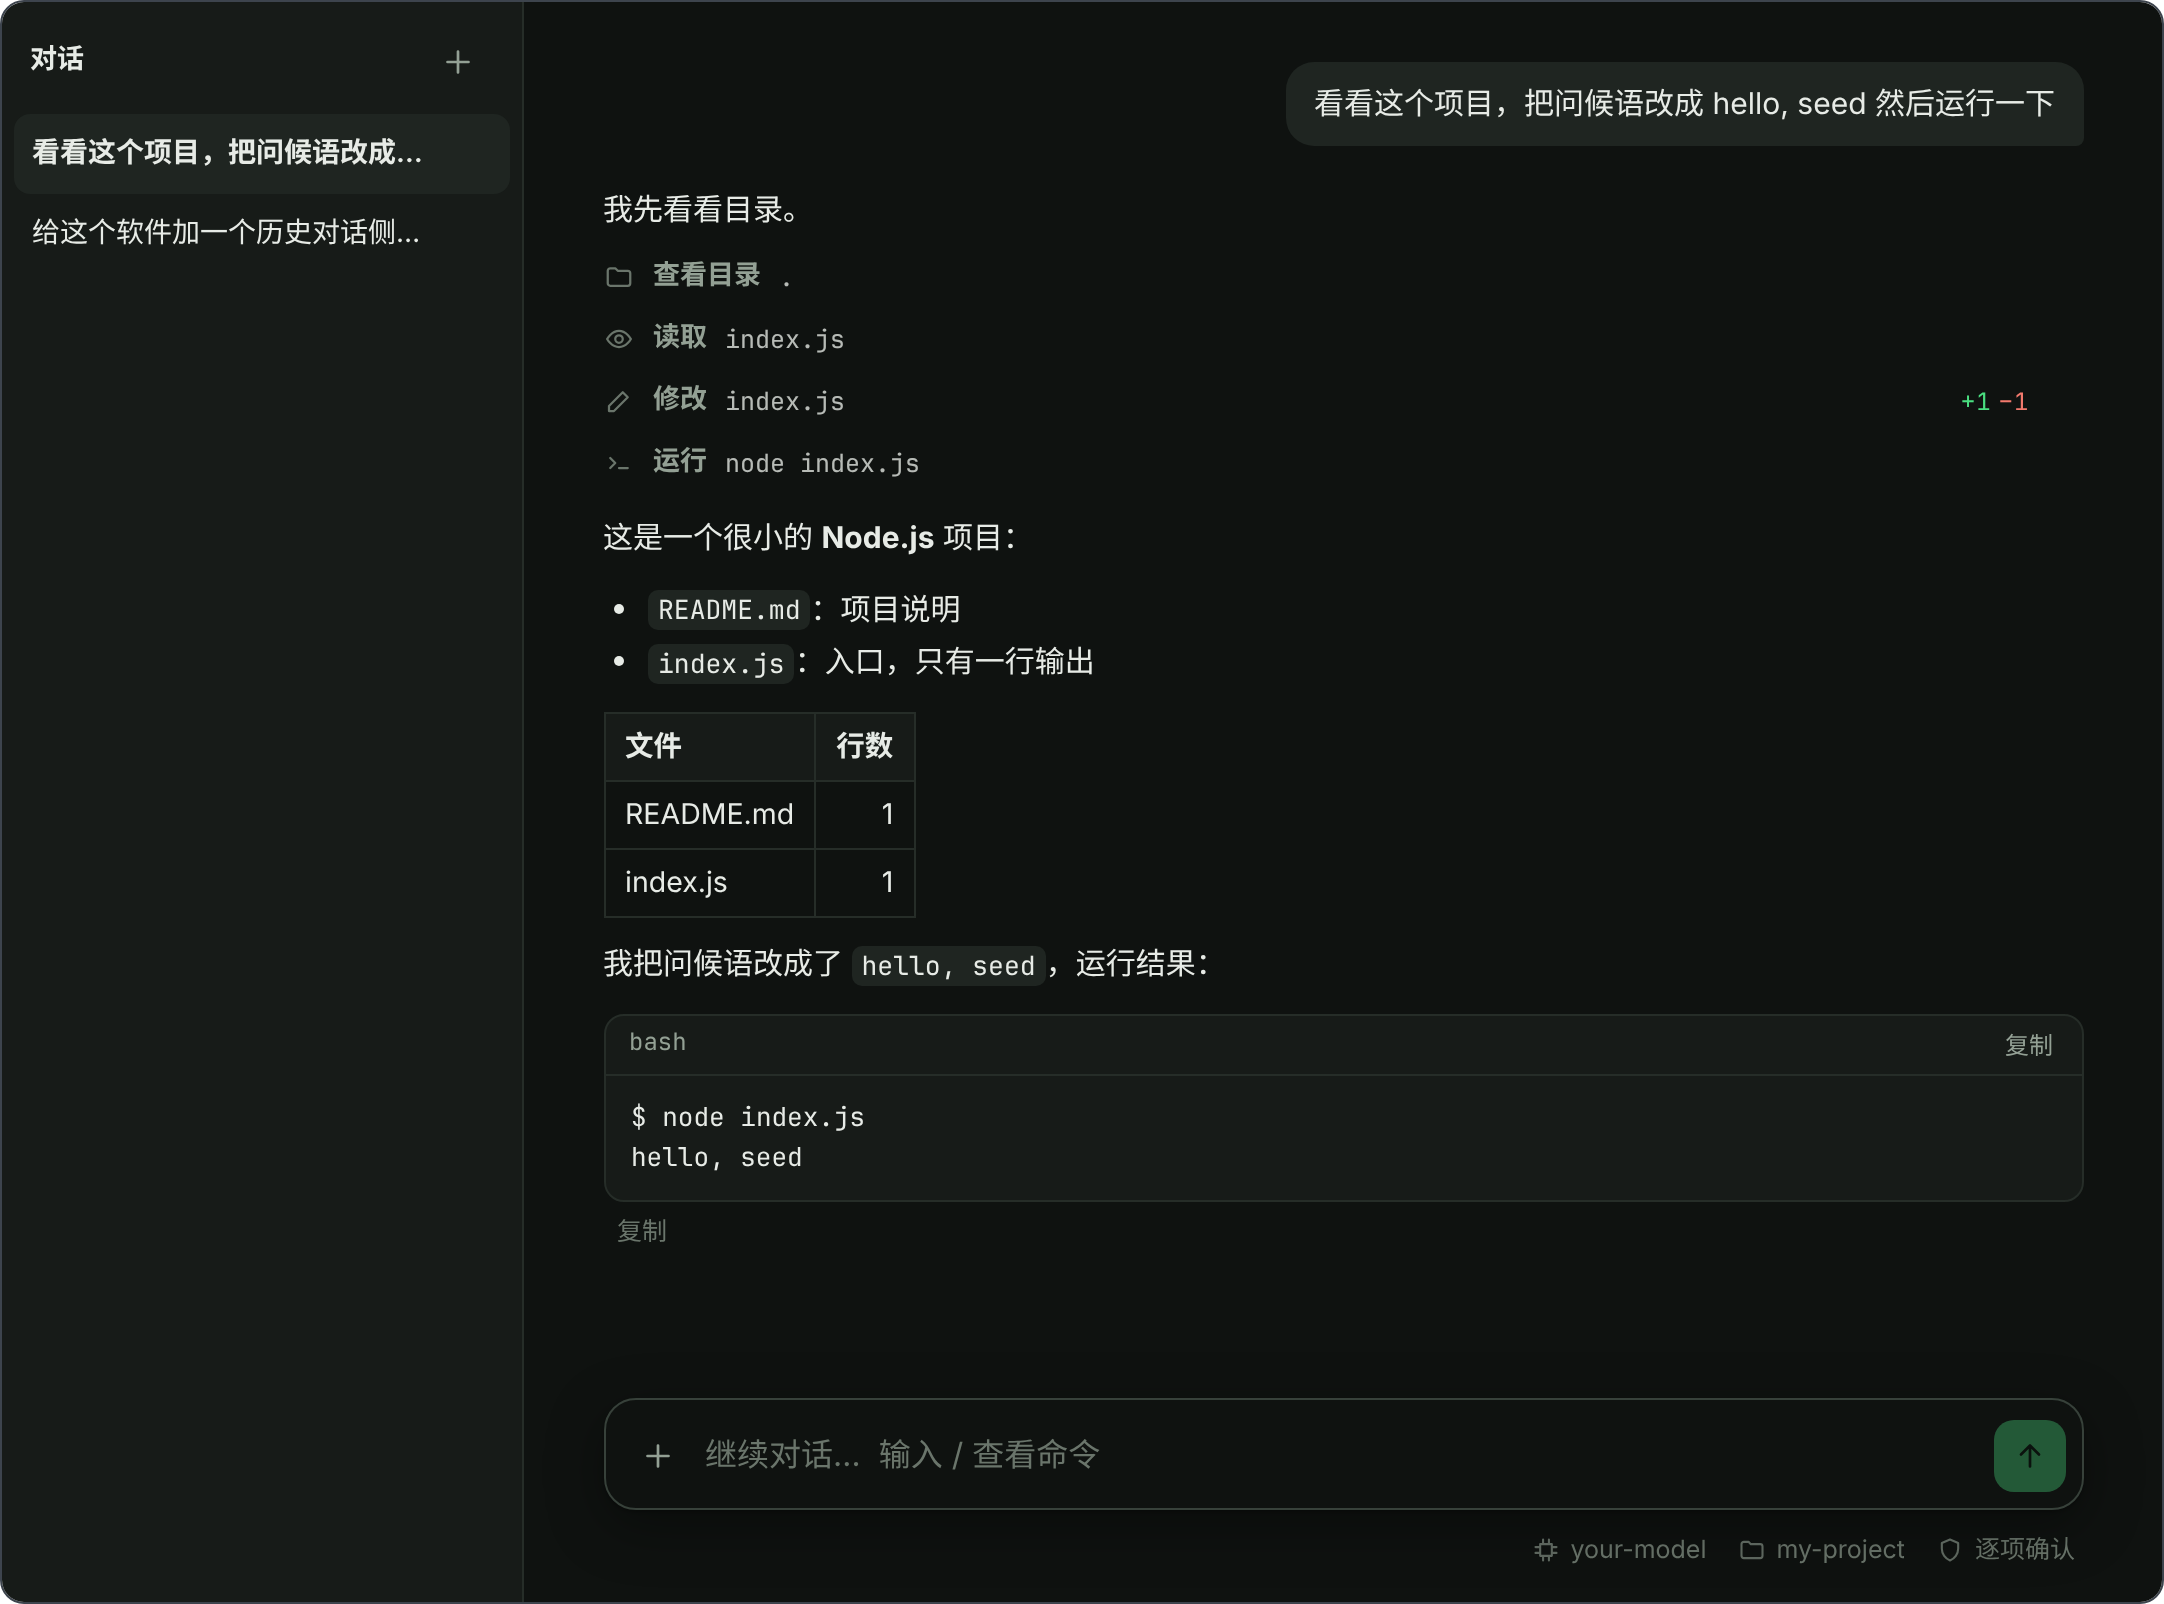 对话
看看这个项目，把问候语改成...
给这个软件加一个历史对话侧...
看看这个项目，把问候语改成 hello, seed 然后运行一下
我先看看目录。
查看目录 .
读取 index.js
修改 index.js +1 −1
运行 node index.js
这是一个很小的 Node.js 项目：
README.md：项目说明
index.js：入口，只有一行输出
文件 行数
README.md 1
index.js 1
我把问候语改成了 hello, seed，运行结果：
bash 复制
$ node index.js
hello, seed
复制
继续对话... 输入 / 查看命令
your-model my-project 逐项确认